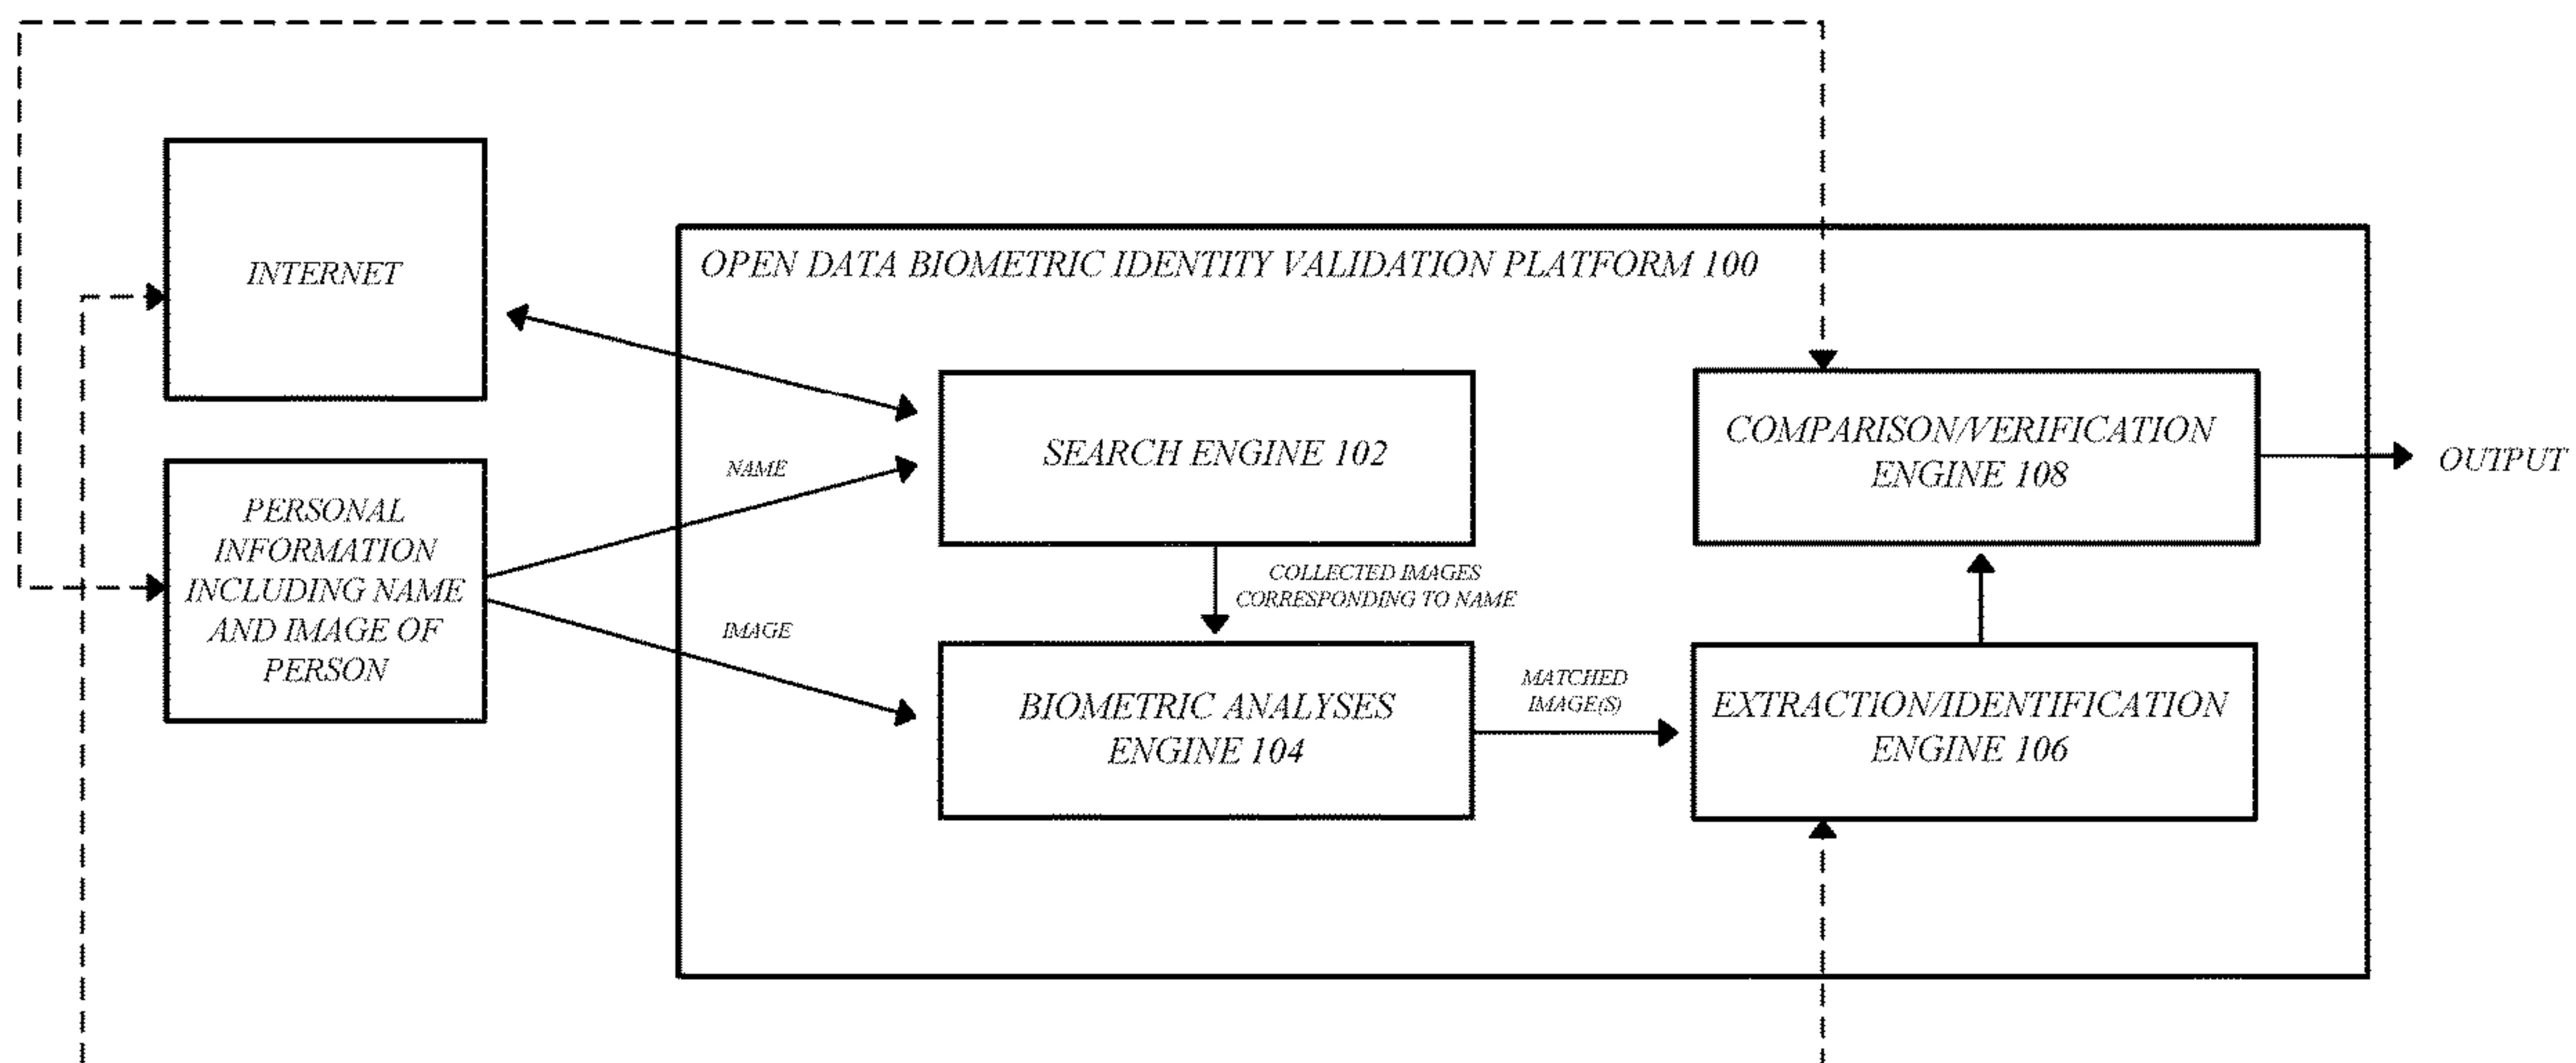 INTERNET
OPEN DATA BIOMETRIC IDENTITY VALIDATION PLATFORM 100
PERSONAL
INFORMATION
INCLUDING NAME
AND IMAGE OF
PERSON
NAME
IMAGE
SEARCH ENGINE 102
COLLECTED IMAGES
CORRESPONDING TO NAME
BIOMETRIC ANALYSES
ENGINE 104
MATCHED
IMAGE(S)
COMPARISON/VERIFICATION
ENGINE 108
EXTRACTION/IDENTIFICATION
ENGINE 106
OUTPUT